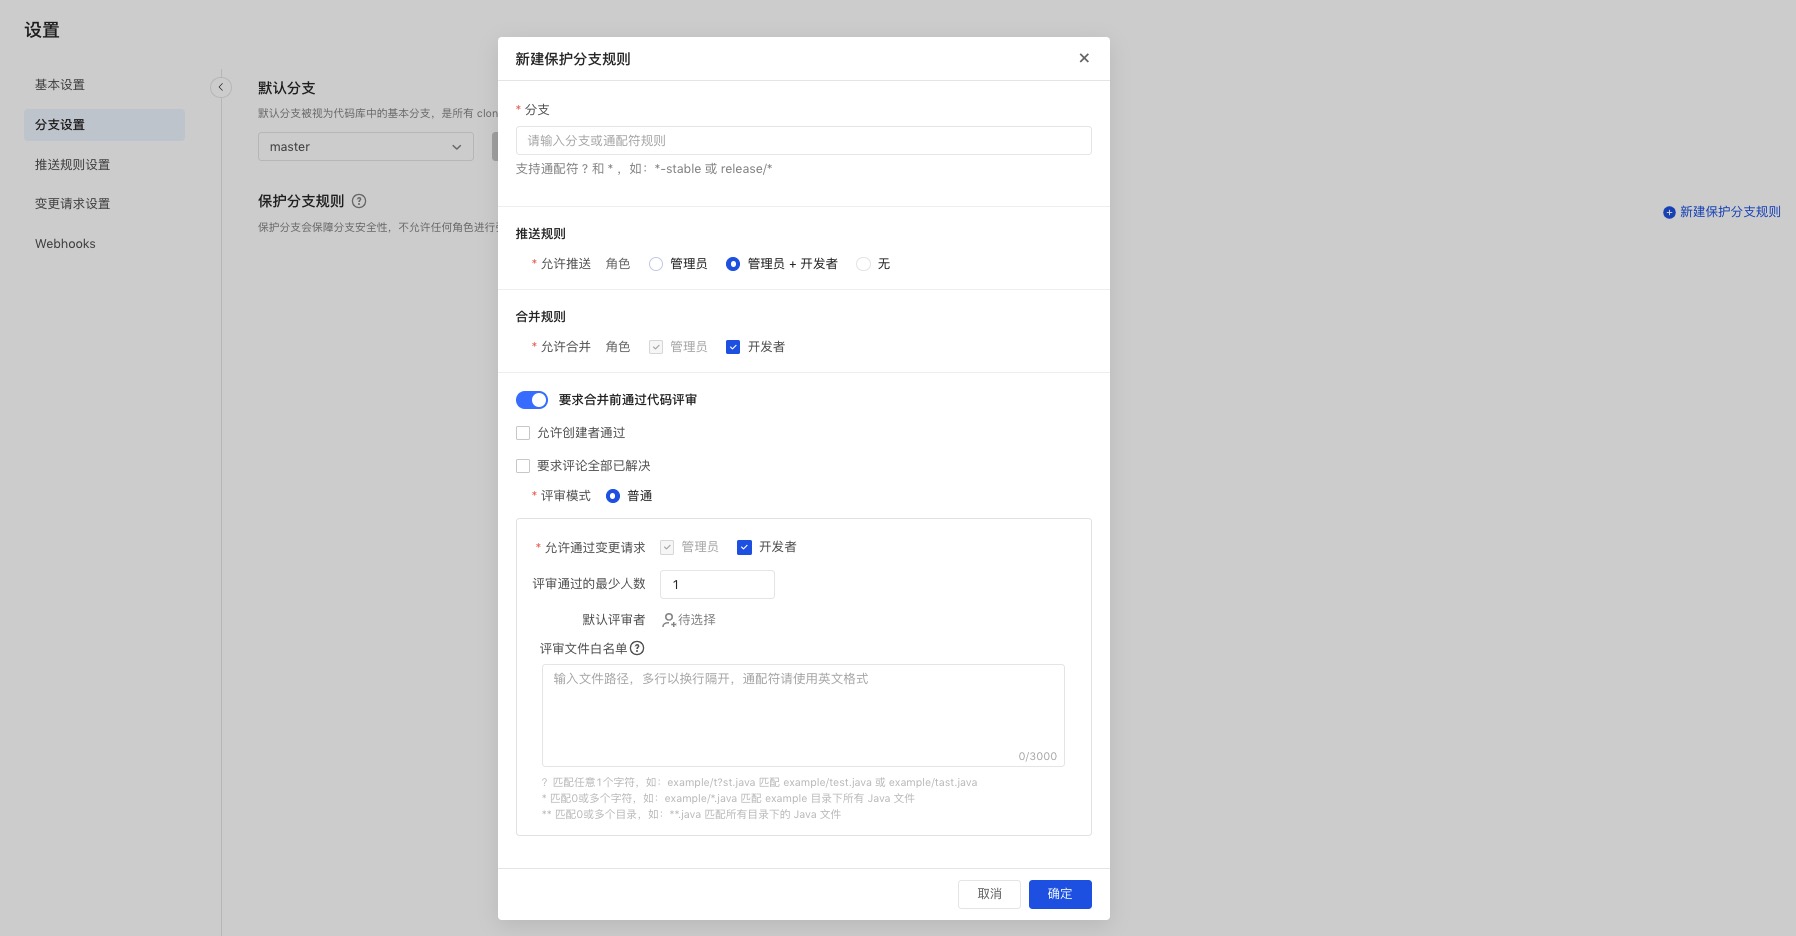 设置
基本设置
分支设置
推送规则设置
变更请求设置
Webhooks
默认分支
默认分支被视为代码库中的基本分支，是所有 clon
master
保护分支规则 ?
保护分支会保障分支安全性，不允许任何角色进行
新建保护分支规则
新建保护分支规则
* 分支
请输入分支或通配符规则
支持通配符 ? 和 * ，如：*-stable 或 release/*
推送规则
* 允许推送 角色 管理员 管理员 + 开发者 无
合并规则
* 允许合并 角色 管理员 开发者
要求合并前通过代码评审
允许创建者通过
要求评论全部已解决
* 评审模式 普通
* 允许通过变更请求 管理员 开发者
评审通过的最少人数 1
默认评审者 待选择
评审文件白名单 ?
输入文件路径，多行以换行隔开，通配符请使用英文格式
0/3000
? 匹配任意1个字符，如：example/t?st.java 匹配 example/test.java 或 example/tast.java
* 匹配0或多个字符，如：example/*.java 匹配 example 目录下所有 Java 文件
** 匹配0或多个目录，如：**.java 匹配所有目录下的 Java 文件
取消 确定